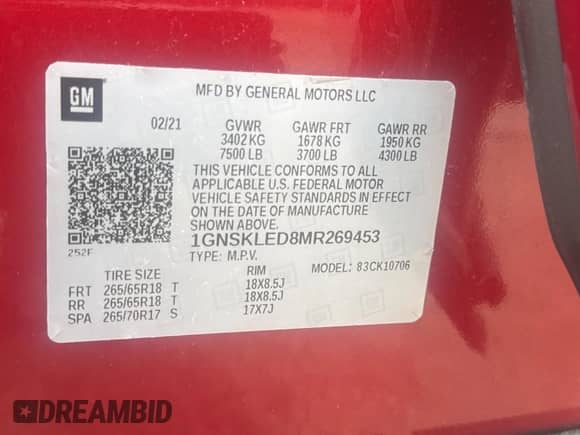 GM
MFD BY GENERAL MOTORS LLC
02/21 GVWR GAWR FRT GAWR RR
3402 KG 1678 KG 1950 KG
7500 LB 3700 LB 4300 LB
THIS VEHICLE CONFORMS TO ALL
APPLICABLE U.S. FEDERAL MOTOR
VEHICLE SAFETY STANDARDS IN EFFECT
ON THE DATE OF MANUFACTURE
SHOWN ABOVE.
252F
1GNSKLED8MR269453
TYPE: M.P.V. MODEL: 83CK10706
TIRE SIZE RIM
FRT 265/65R18 T 18X8.5J
RR 265/65R18 T 18X8.5J
SPA 265/70R17 S 17X7J
DREAMBID